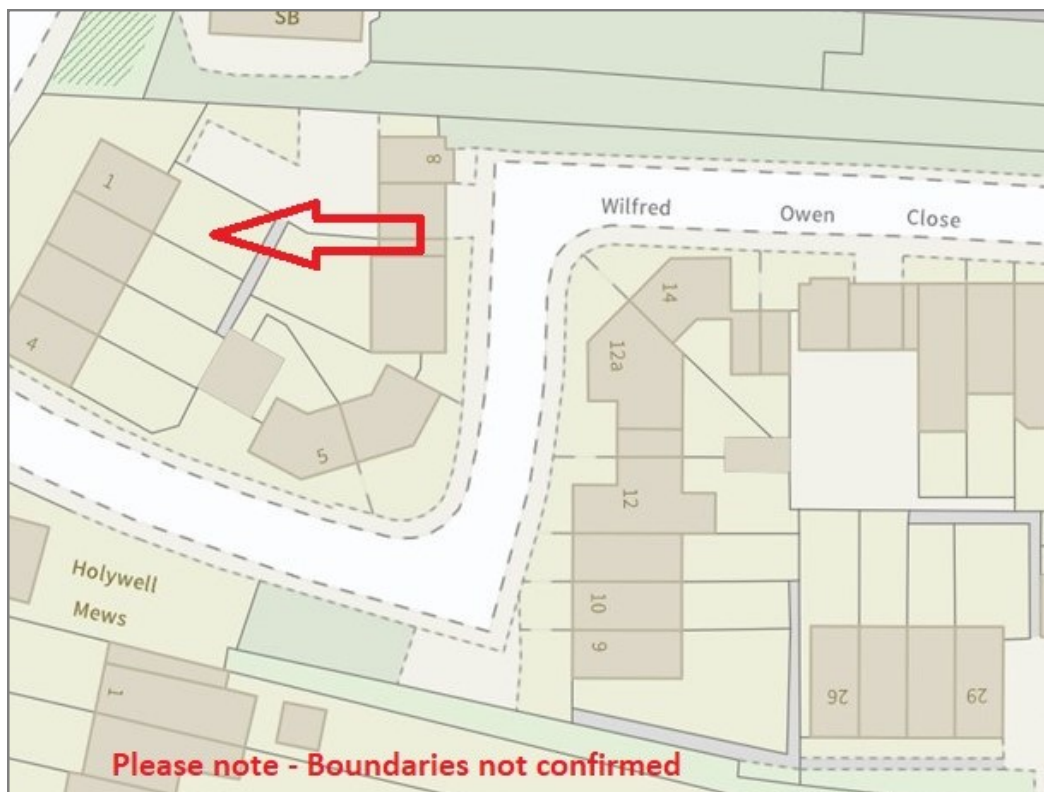 SB
1
8
Wilfred Owen Close
14
12a
4
5
12
Holywell
Mews
10
9
1
26
29
Please note - Boundaries not confirmed